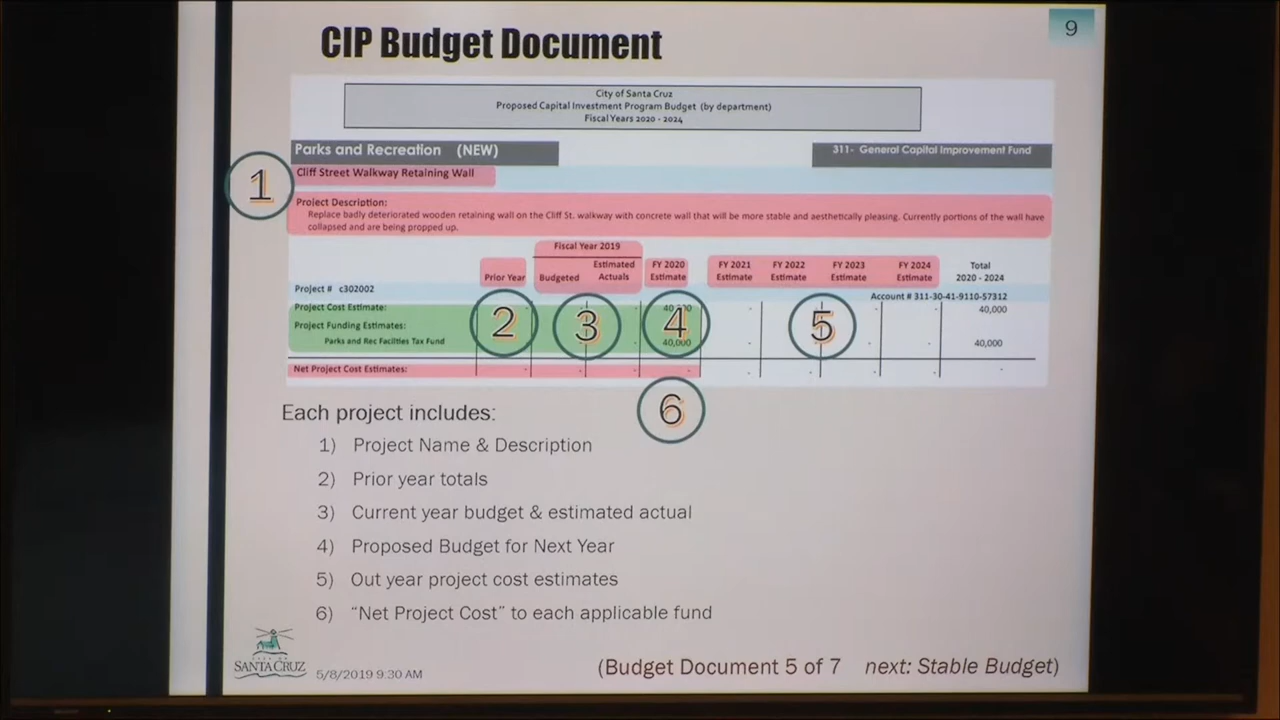 CIP Budget Document
9
City of Santa Cruz
Proposed Capital Investment Program Budget (by department)
Fiscal Years 2020 - 2024
Parks and Recreation (NEW)
311- General Capital Improvement Fund
1
Cliff Street Walkway Retaining Wall
Project Description:
Replace badly deteriorated wooden retaining wall on the Cliff St. walkway with concrete wall that will be more stable and aesthetically pleasing. Currently portions of the wall have
collapsed and are being propped up.
Fiscal Year 2019
Prior Year Budgeted Estimated Actuals FY 2020 Estimate FY 2021 Estimate FY 2022 Estimate FY 2023 Estimate FY 2024 Estimate Total 2020 - 2024
Project # c302002
Account # 311-30-41-9110-57312
Project Cost Estimate: - - - - - 40,000
2 3 4 5
Project Funding Estimates:
Parks and Rec Facilities Tax Fund - 40,000 - - - - 40,000
Net Project Cost Estimates: - - - - - - - - -
6
Each project includes:
1) Project Name & Description
2) Prior year totals
3) Current year budget & estimated actual
4) Proposed Budget for Next Year
5) Out year project cost estimates
6) “Net Project Cost” to each applicable fund
CITY OF
SANTA CRUZ
5/8/2019 9:30 AM
(Budget Document 5 of 7 next: Stable Budget)